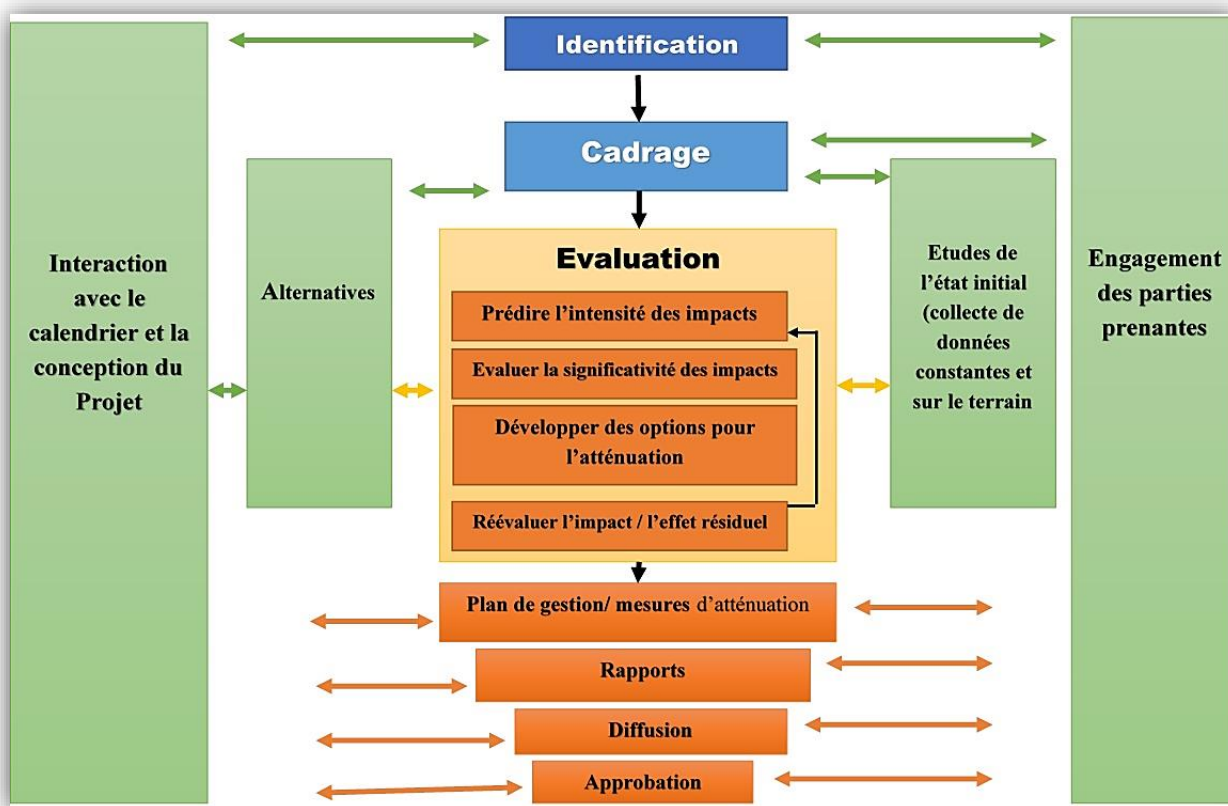 Identification
Cadrage
Interaction
avec le
calendrier et la
conception du
Projet
Alternatives
Evaluation
Prédire l’intensité des impacts
Evaluer la significativité des impacts
Développer des options pour
l’atténuation
Réévaluer l’impact / l’effet résiduel
Etudes de
l’état initial
(collecte de
données
constantes et
sur le terrain
Engagement
des parties
prenantes
Plan de gestion/ mesures d’atténuation
Rapports
Diffusion
Approbation